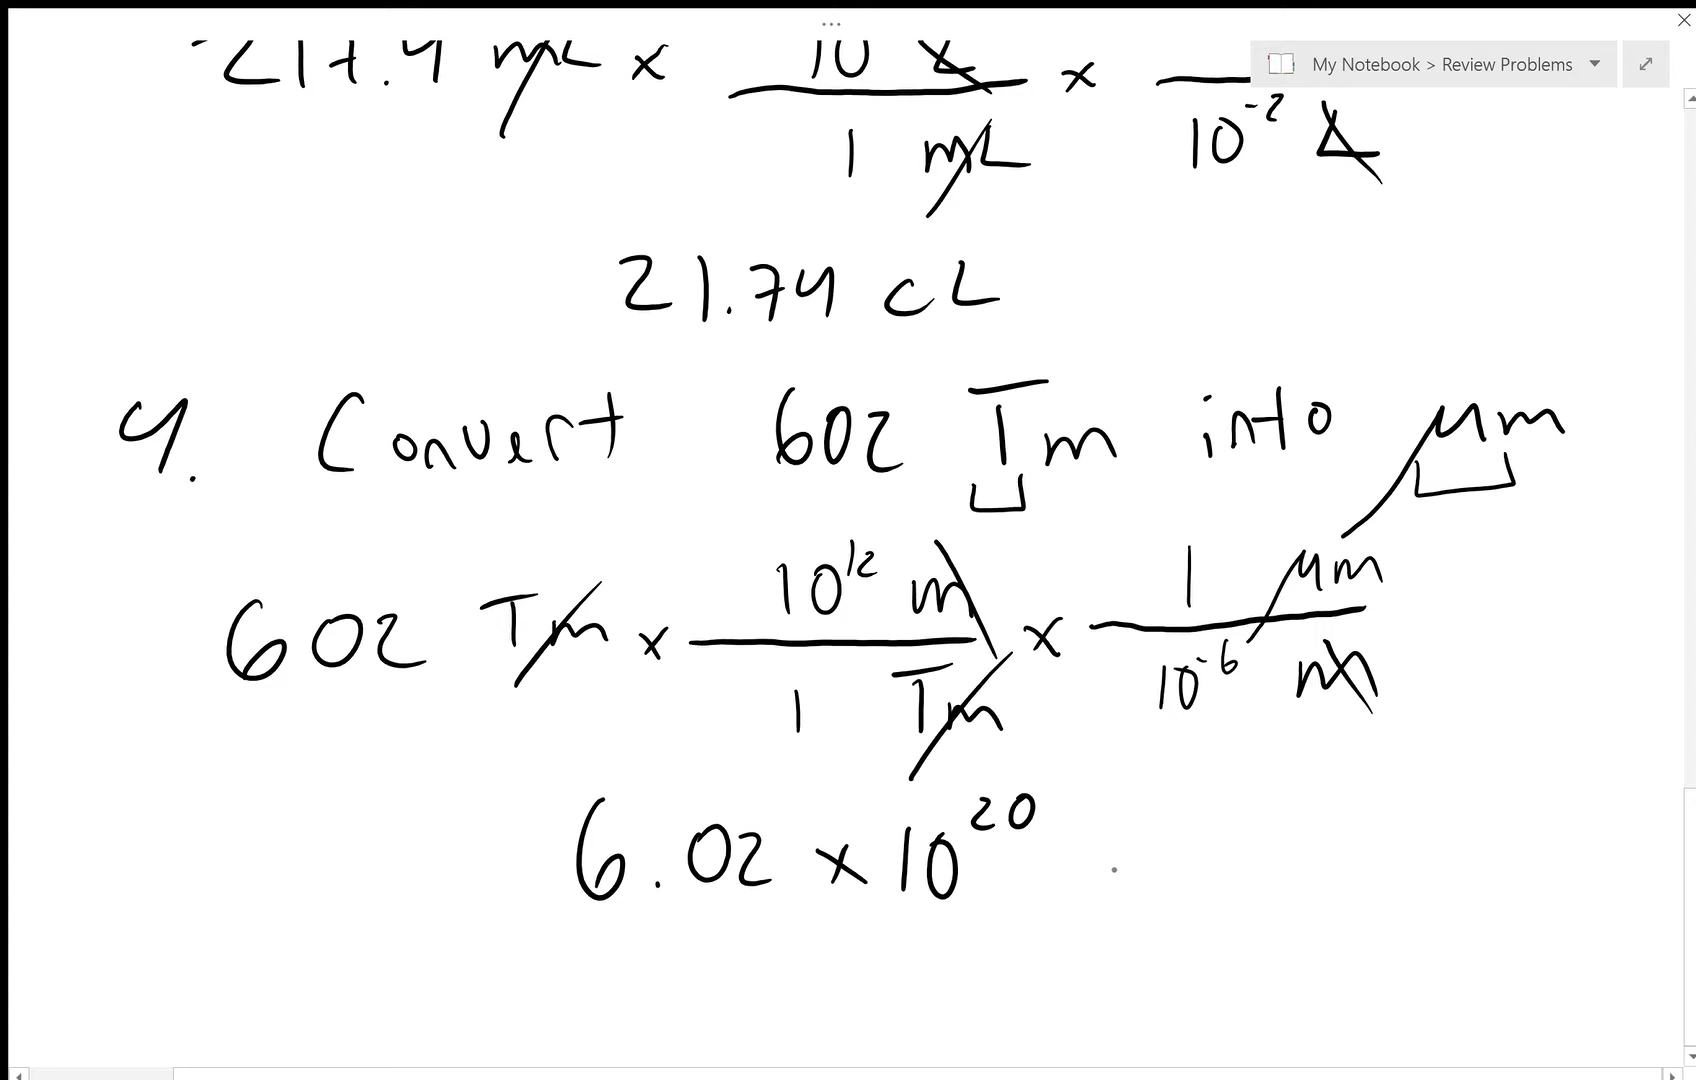 217.4 mL x 10 L x
1 mL 10⁻² L
My Notebook > Review Problems
21.74 cL
4. Convert 602 Tm into μm
602 Tm x 10¹² m x 1 μm
1 Tm 10⁻⁶ m
6.02 x 10²⁰